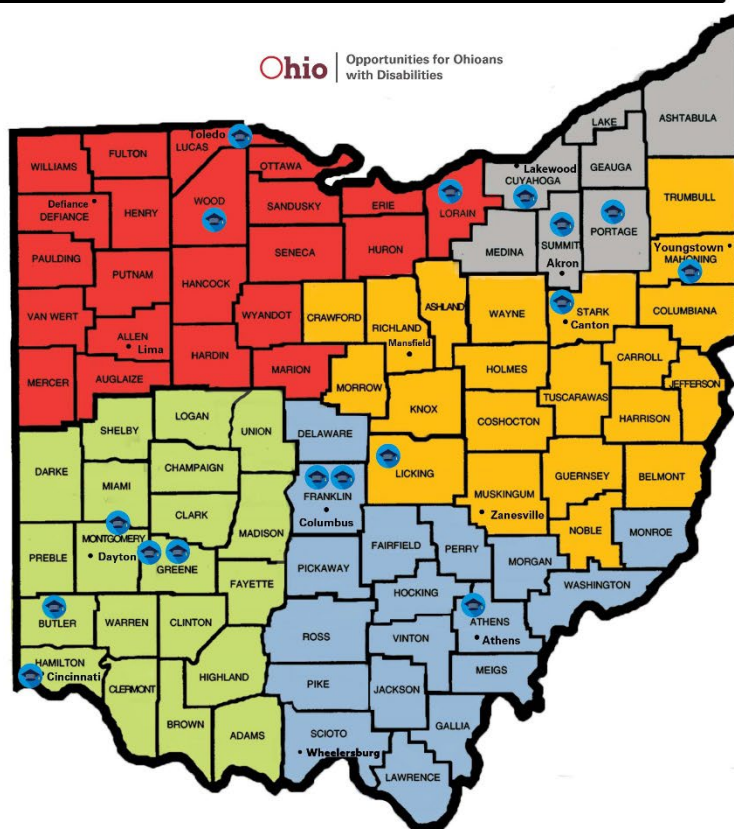 Ohio
Opportunities for Ohioans
with Disabilities
ASHTABULA
LAKE
Toledo
LUCAS
FULTON
WILLIAMS
OTTAWA
Lakewood
CUYAHOGA
GEAUGA
Defiance
DEFIANCE
HENRY
WOOD
SANDUSKY
ERIE
LORAIN
TRUMBULL
PORTAGE
SUMMIT
MEDINA
Akron
Youngstown
MAHONING
PAULDING
PUTNAM
SENECA
HURON
HANCOCK
VAN WERT
ALLEN
Lima
WYANDOT
CRAWFORD
RICHLAND
Mansfield
ASHLAND
WAYNE
STARK
Canton
COLUMBIANA
HARDIN
MARION
CARROLL
MERCER
AUGLAIZE
MORROW
HOLMES
TUSCARAWAS
JEFFERSON
KNOX
COSHOCTON
HARRISON
LOGAN
SHELBY
UNION
DELAWARE
DARKE
CHAMPAIGN
LICKING
GUERNSEY
BELMONT
MIAMI
FRANKLIN
Columbus
MUSKINGUM
Zanesville
CLARK
MADISON
NOBLE
MONROE
MONTGOMERY
Dayton
PREBLE
GREENE
FAIRFIELD
PERRY
MORGAN
PICKAWAY
WASHINGTON
FAYETTE
HOCKING
BUTLER
WARREN
CLINTON
ATHENS
Athens
ROSS
VINTON
HAMILTON
Cincinnati
HIGHLAND
MEIGS
CLERMONT
PIKE
JACKSON
BROWN
ADAMS
SCIOTO
Wheelersburg
GALLIA
LAWRENCE